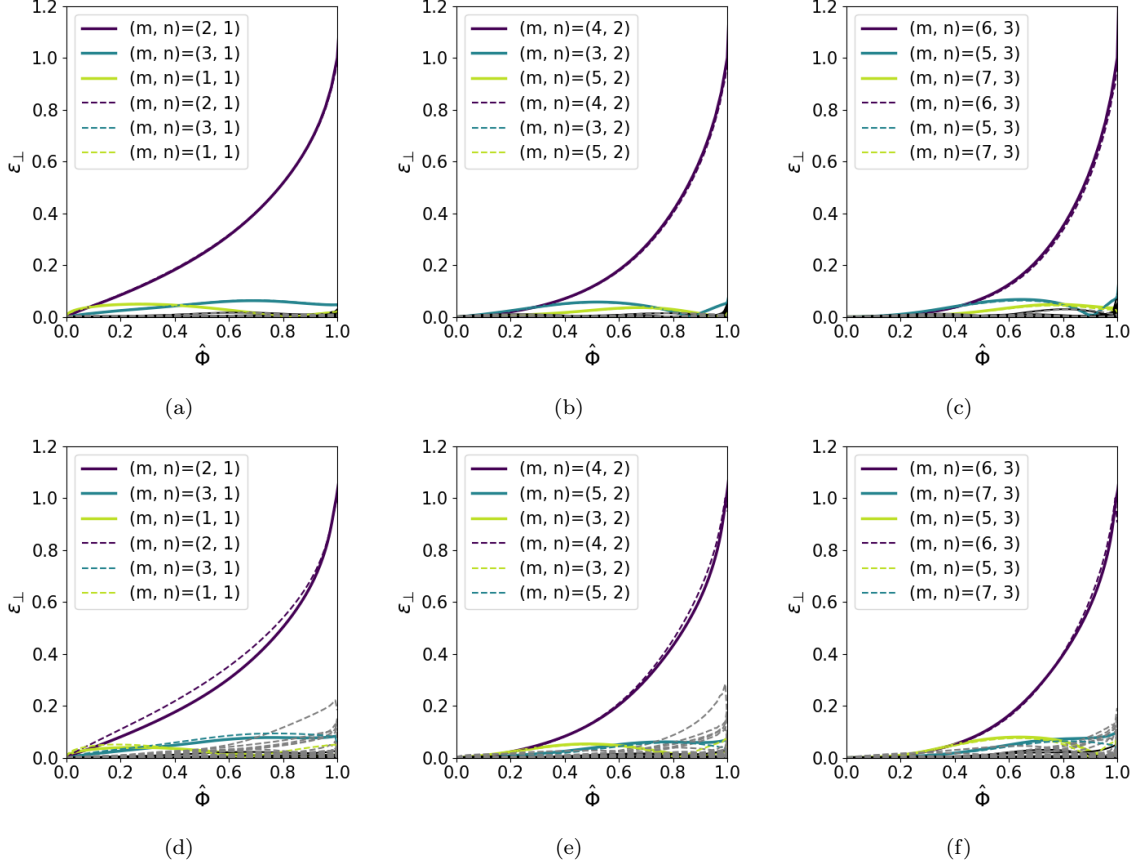 1.2
1.0
0.8
0.6
0.4
0.2
0.0
ε⊥
0.0 0.2 0.4 0.6 0.8 1.0
Φ̂
(m, n)=(2, 1)
(m, n)=(3, 1)
(m, n)=(1, 1)
(m, n)=(2, 1)
(m, n)=(3, 1)
(m, n)=(1, 1)
(a)
1.2
1.0
0.8
0.6
0.4
0.2
0.0
ε⊥
0.0 0.2 0.4 0.6 0.8 1.0
Φ̂
(m, n)=(4, 2)
(m, n)=(3, 2)
(m, n)=(5, 2)
(m, n)=(4, 2)
(m, n)=(3, 2)
(m, n)=(5, 2)
(b)
1.2
1.0
0.8
0.6
0.4
0.2
0.0
ε⊥
0.0 0.2 0.4 0.6 0.8 1.0
Φ̂
(m, n)=(6, 3)
(m, n)=(5, 3)
(m, n)=(7, 3)
(m, n)=(6, 3)
(m, n)=(5, 3)
(m, n)=(7, 3)
(c)
1.2
1.0
0.8
0.6
0.4
0.2
0.0
ε⊥
0.0 0.2 0.4 0.6 0.8 1.0
Φ̂
(m, n)=(2, 1)
(m, n)=(3, 1)
(m, n)=(1, 1)
(m, n)=(2, 1)
(m, n)=(3, 1)
(m, n)=(1, 1)
(d)
1.2
1.0
0.8
0.6
0.4
0.2
0.0
ε⊥
0.0 0.2 0.4 0.6 0.8 1.0
Φ̂
(m, n)=(4, 2)
(m, n)=(5, 2)
(m, n)=(3, 2)
(m, n)=(4, 2)
(m, n)=(3, 2)
(m, n)=(5, 2)
(e)
1.2
1.0
0.8
0.6
0.4
0.2
0.0
ε⊥
0.0 0.2 0.4 0.6 0.8 1.0
Φ̂
(m, n)=(6, 3)
(m, n)=(7, 3)
(m, n)=(5, 3)
(m, n)=(6, 3)
(m, n)=(5, 3)
(m, n)=(7, 3)
(f)